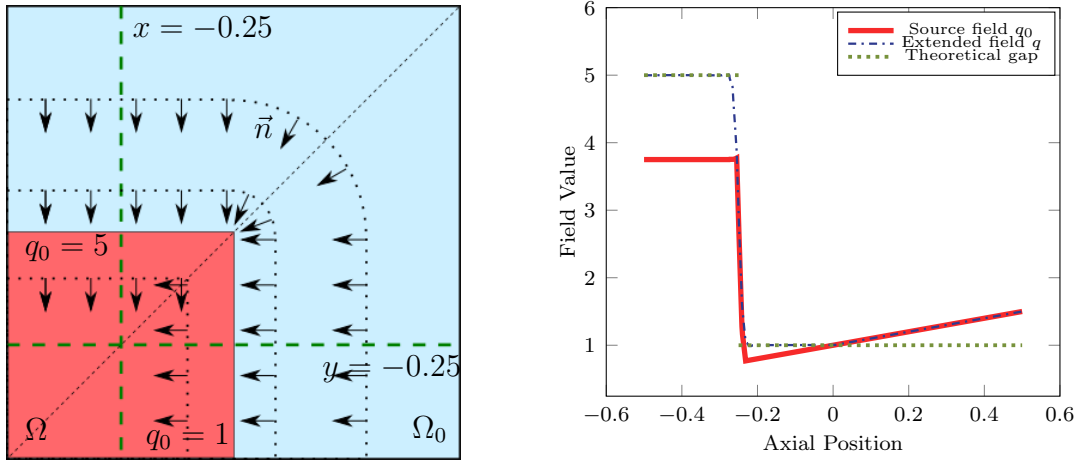 x = −0.25
n⃗
q₀ = 5
y = −0.25
Ω
q₀ = 1
Ω₀
Source field q₀
Extended field q
Theoretical gap
Field Value
6
5
4
3
2
1
−0.6
−0.4
−0.2
0
0.2
0.4
0.6
Axial Position